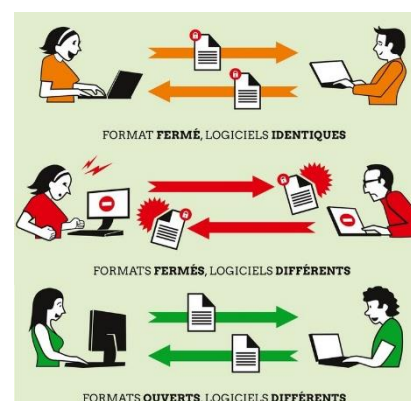 FORMAT FERMÉ, LOGICIELS IDENTIQUES
FORMATS FERMÉS, LOGICIELS DIFFÉRENTS
FORMATS OUVERTS, LOGICIELS DIFFÉRENTS